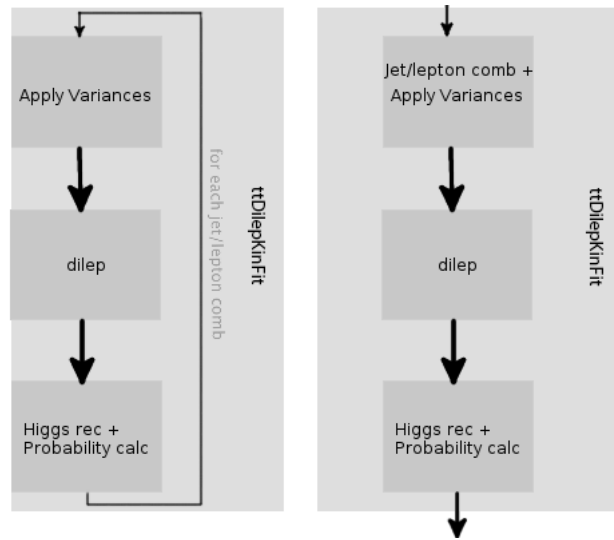 Apply Variances
dilep
Higgs rec +
Probability calc
for each jet/lepton comb
ttDilepKinFit
Jet/lepton comb +
Apply Variances
dilep
Higgs rec +
Probability calc
ttDilepKinFit